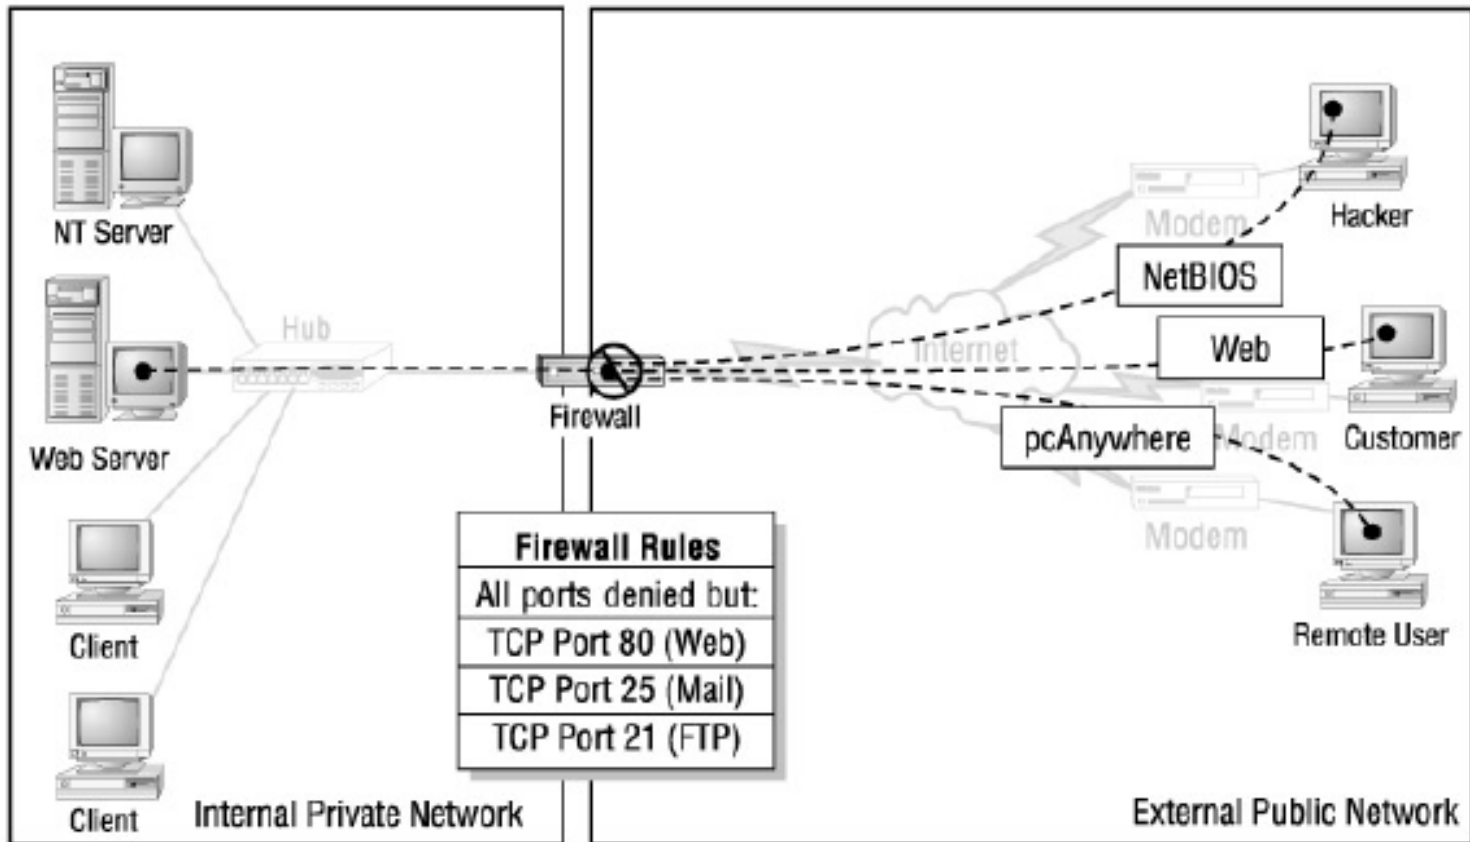 NT Server
Web Server
Client
Client
Hub
Internal Private Network
Firewall
Firewall Rules
All ports denied but:
TCP Port 80 (Web)
TCP Port 25 (Mail)
TCP Port 21 (FTP)
Internet
Modem
NetBIOS
Hacker
Web
Modem
Customer
pcAnywhere
Modem
Remote User
External Public Network